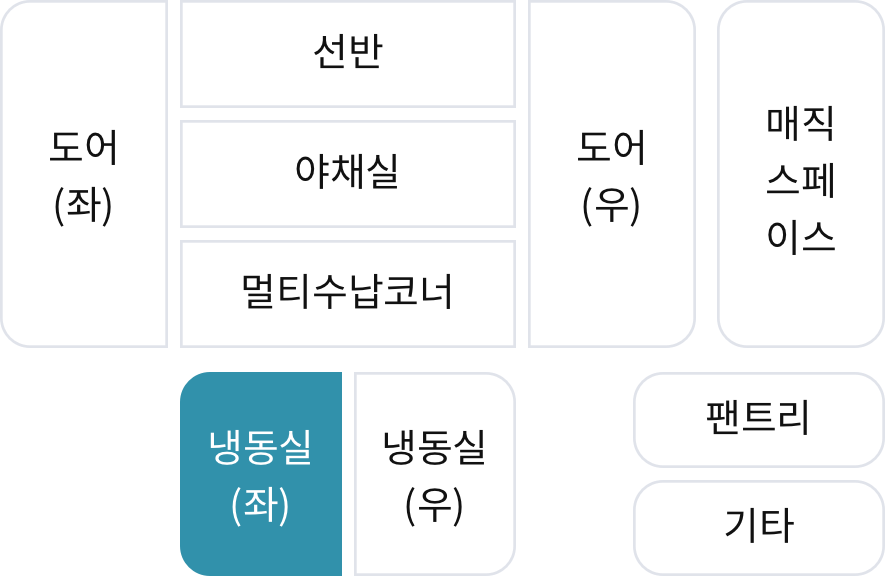 도어
(좌)
선반
야채실
멀티수납코너
도어
(우)
매직
스페
이스
냉동실
(좌)
냉동실
(우)
팬트리
기타